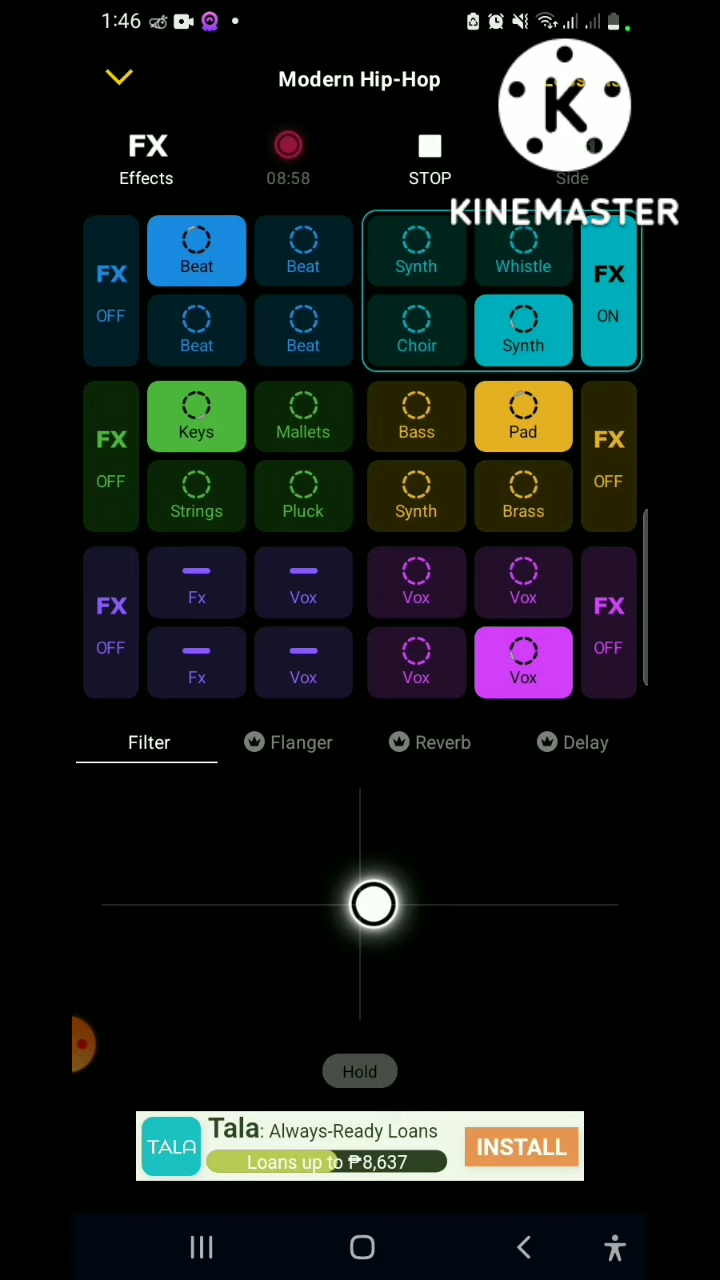 1:46
Modern Hip-Hop
K
KINEMASTER
FX
Effects
08:58
STOP
Side
FX
OFF
Beat
Beat
Beat
Beat
Synth
Whistle
Choir
Synth
FX
ON
FX
OFF
Keys
Mallets
Strings
Pluck
Bass
Pad
Synth
Brass
FX
OFF
FX
OFF
Fx
Vox
Fx
Vox
Vox
Vox
Vox
Vox
FX
OFF
Filter
Flanger
Reverb
Delay
Hold
TALA
Tala: Always-Ready Loans
Loans up to ₱8,637
INSTALL